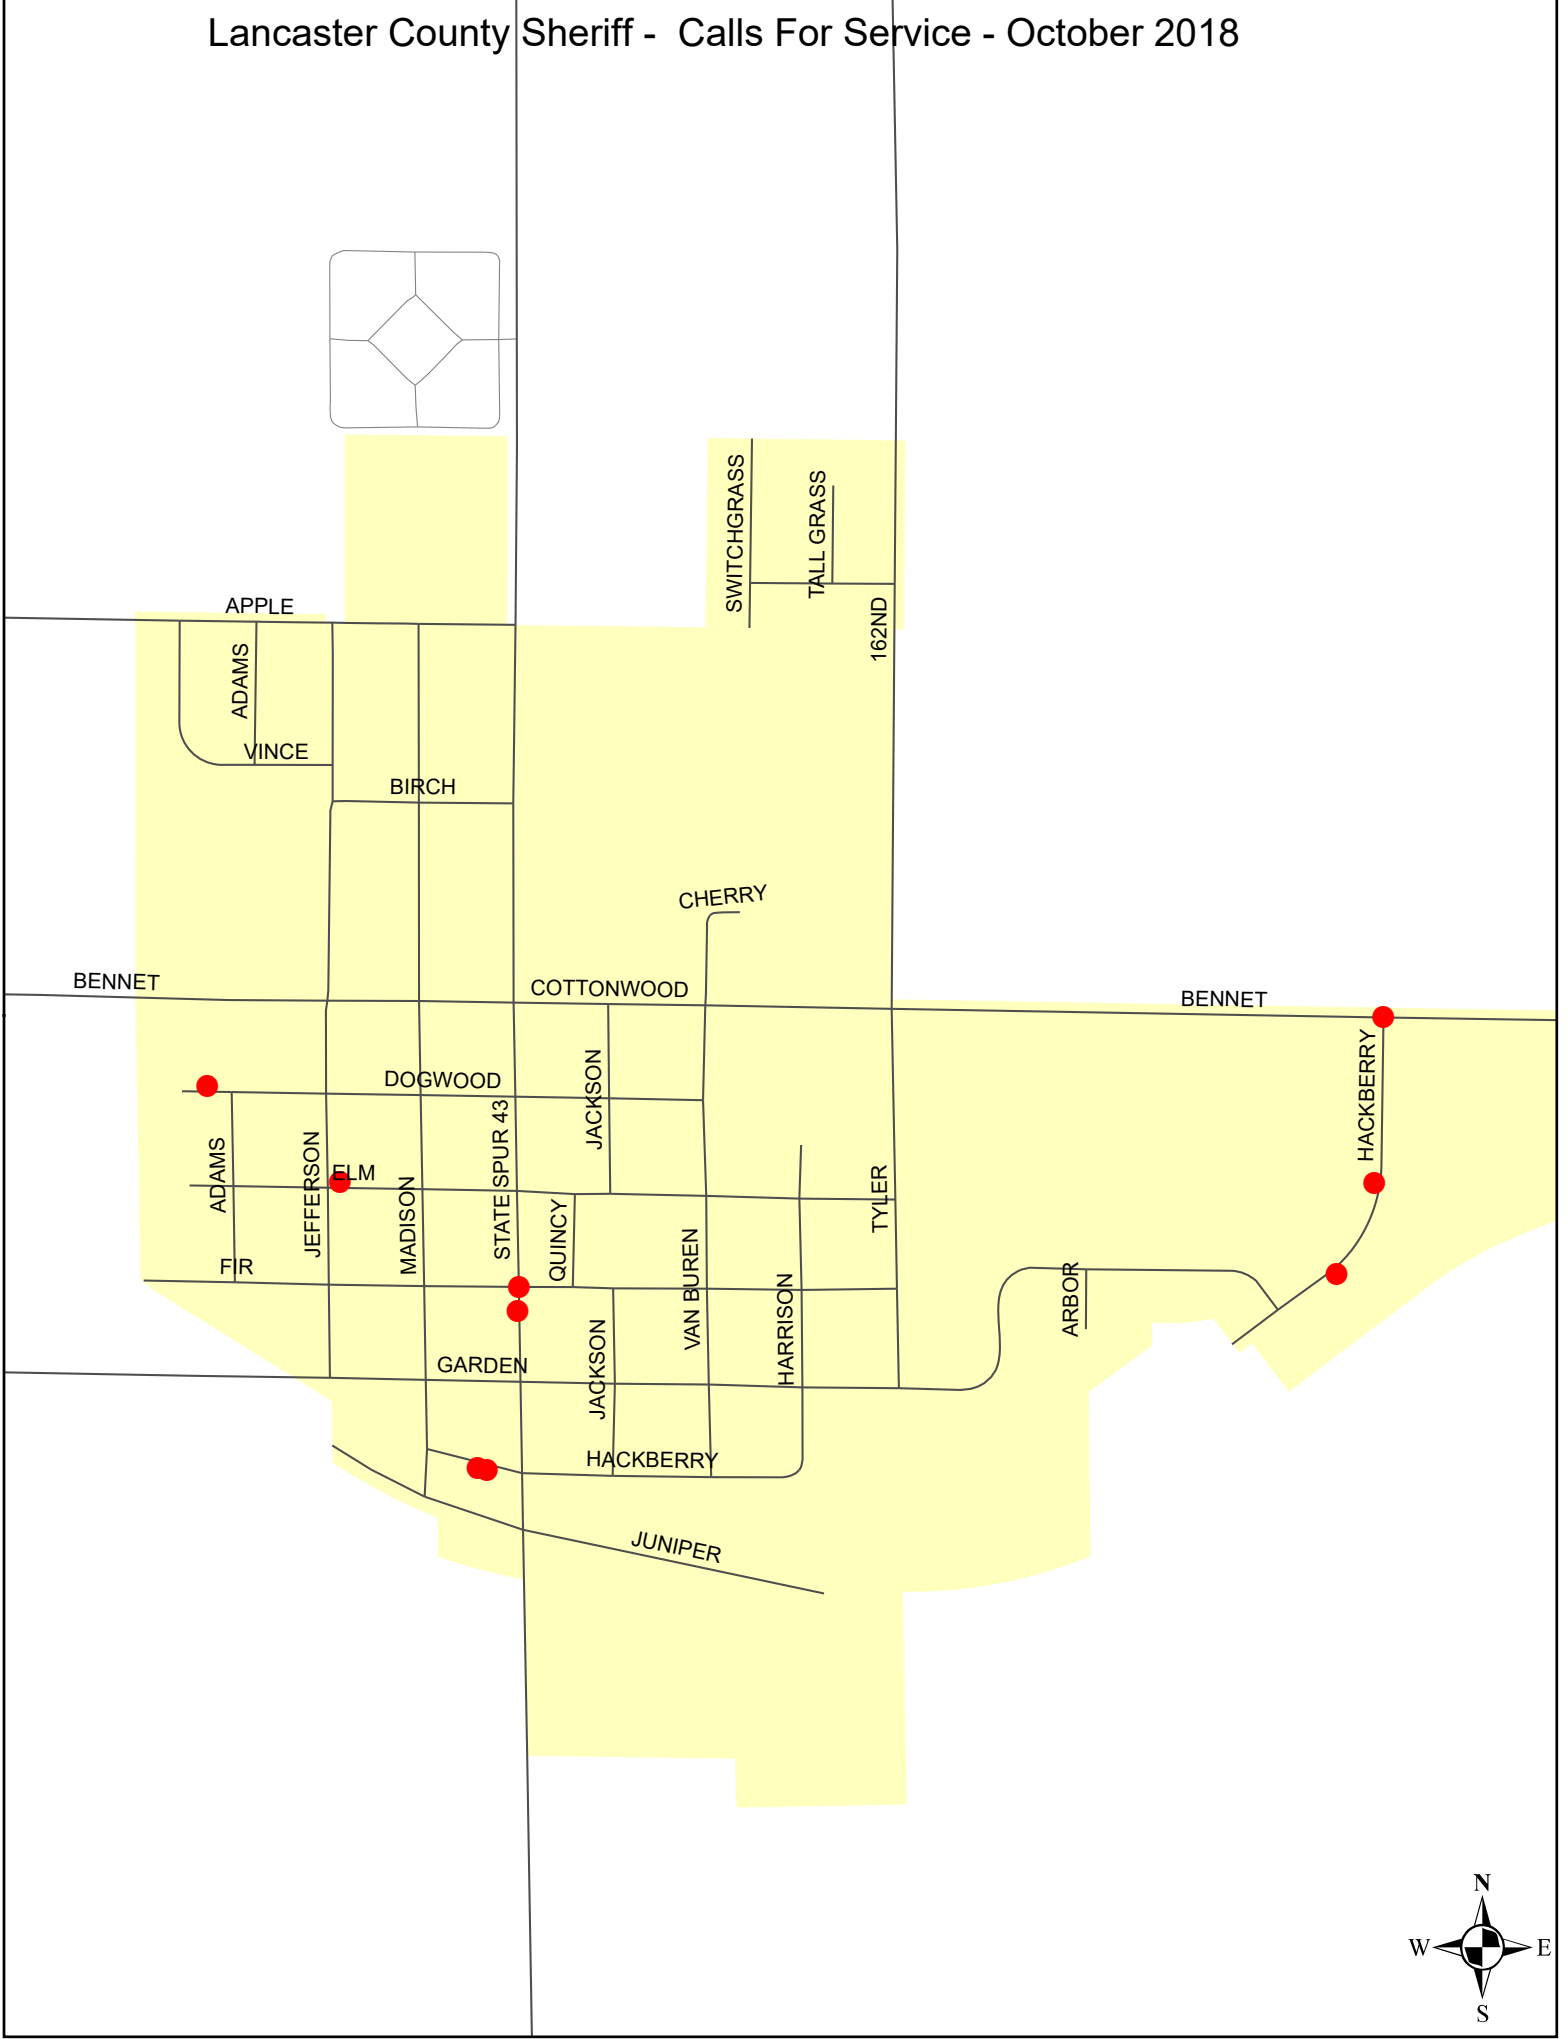 Lancaster County Sheriff -  Calls For Service - October 2018
SWITCHGRASS
TALL GRASS
APPLE
162ND
ADAMS
VINCE
BIRCH
CHERRY
BENNET
COTTONWOOD
BENNET
HACKBERRY
DOGWOOD
JACKSON
STATE SPUR 43
ADAMS
JEFFERSON
ELM
MADISON
QUINCY
TYLER
FIR
VAN BUREN
HARRISON
ARBOR
JACKSON
GARDEN
HACKBERRY
JUNIPER
N
W
E
S